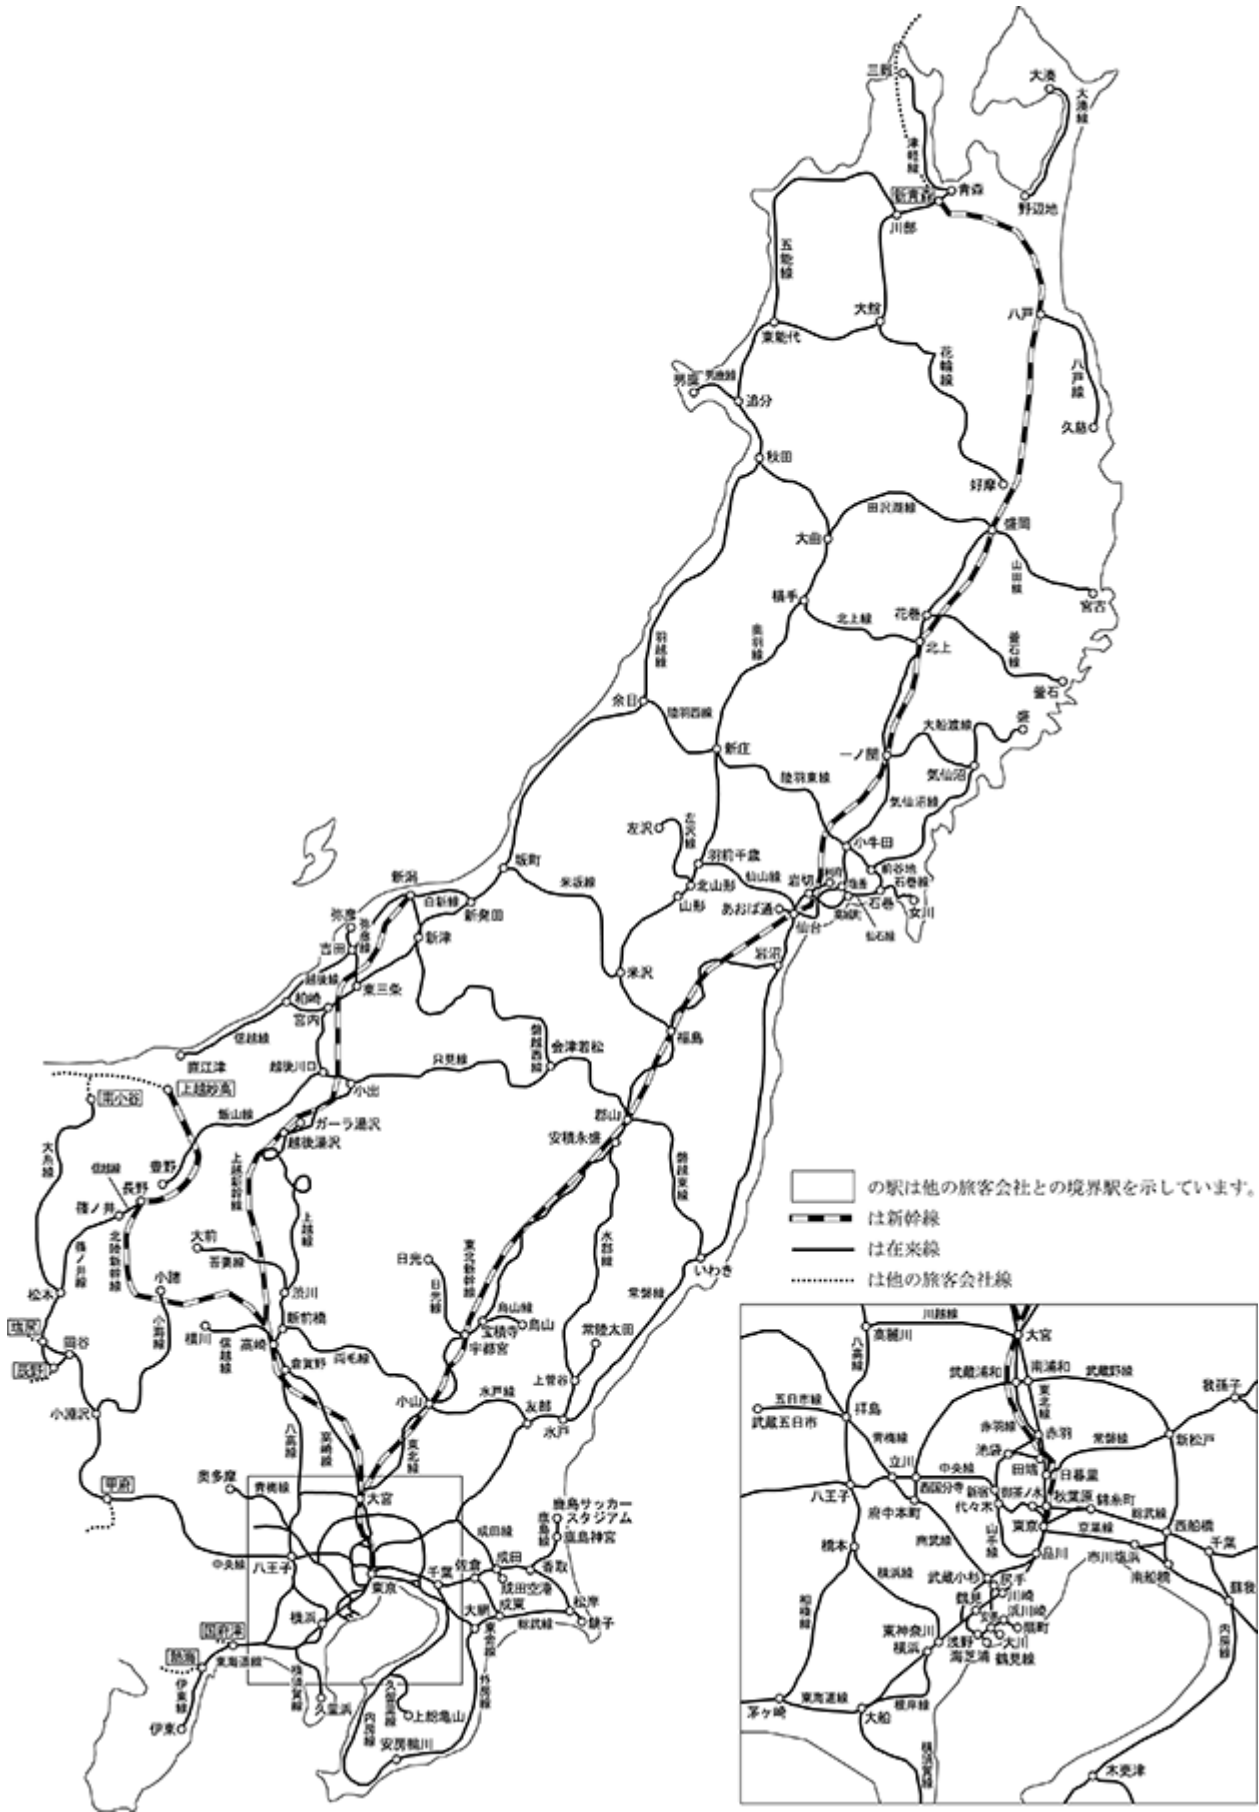 三厩
大湊
大湊線
津軽線
新青森
青森
野辺地
川部
五能線
大館
東能代
八戸
花輪線
八戸線
男鹿
男鹿線
追分
久慈
秋田
好摩
田沢湖線
盛岡
大曲
山田線
宮古
横手
花巻
北上線
北上
釜石線
奥羽線
羽越線
釜石
余目
陸羽西線
大船渡線
盛
新庄
一ノ関
気仙沼
陸羽東線
気仙沼線
左沢
左沢線
小牛田
羽前千歳
前谷地
坂町
仙山線
岩切
石巻線
新潟
米坂線
北山形
山形
あおば通
石巻
女川
白新線
新発田
仙台
仙石線
弥彦
弥彦線
吉田
新津
岩沼
越後線
米沢
東三条
柏崎
宮内
磐越西線
福島
信越線
会津若松
直江津
越後川口
只見線
上越妙高
小出
南小谷
飯山線
ガーラ湯沢
郡山
越後湯沢
安積永盛
大糸線
信越線
豊野
上越新幹線
磐越東線
長野
篠ノ井
上越線
北陸新幹線
大前
吾妻線
日光
東北新幹線
水郡線
いわき
篠ノ井線
小諸
日光線
常磐線
松本
渋川
烏山線
横川
新前橋
宝積寺
烏山
常陸太田
塩尻
岡谷
小海線
信越線
高崎
宇都宮
倉賀野
両毛線
辰野
上菅谷
小山
水戸線
小淵沢
友部
水戸
八高線
高崎線
東北線
奥多摩
青梅線
甲府
大宮
鹿島サッカー
スタジアム
成田線
鹿島線
鹿島神宮
中央線
八王子
佐倉
成田
香取
東京
千葉
成田空港
大網
成東
松岸
横浜
東金線
総武線
銚子
国府津
熱海
東海道線
伊東線
横須賀線
久留里線
外房線
久里浜
内房線
上総亀山
伊東
安房鴨川
の駅は他の旅客会社との境界駅を示しています。
は新幹線
は在来線
は他の旅客会社線
川越線
高麗川
大宮
八高線
武蔵浦和
南浦和
武蔵野線
我孫子
五日市線
東北線
武蔵五日市
拝島
赤羽線
赤羽
青梅線
常磐線
新松戸
池袋
立川
中央線
田端
日暮里
西国分寺
新宿
御茶ノ水
八王子
代々木
秋葉原
錦糸町
府中本町
総武線
山手線
東京
京葉線
西船橋
南武線
千葉
橋本
品川
市川塩浜
横浜線
武蔵小杉
尻手
南船橋
蘇我
川崎
相模線
鶴見
浜川崎
扇町
東神奈川
浅野
大川
内房線
横浜
海芝浦
鶴見線
東海道線
根岸線
茅ヶ崎
大船
横須賀線
木更津